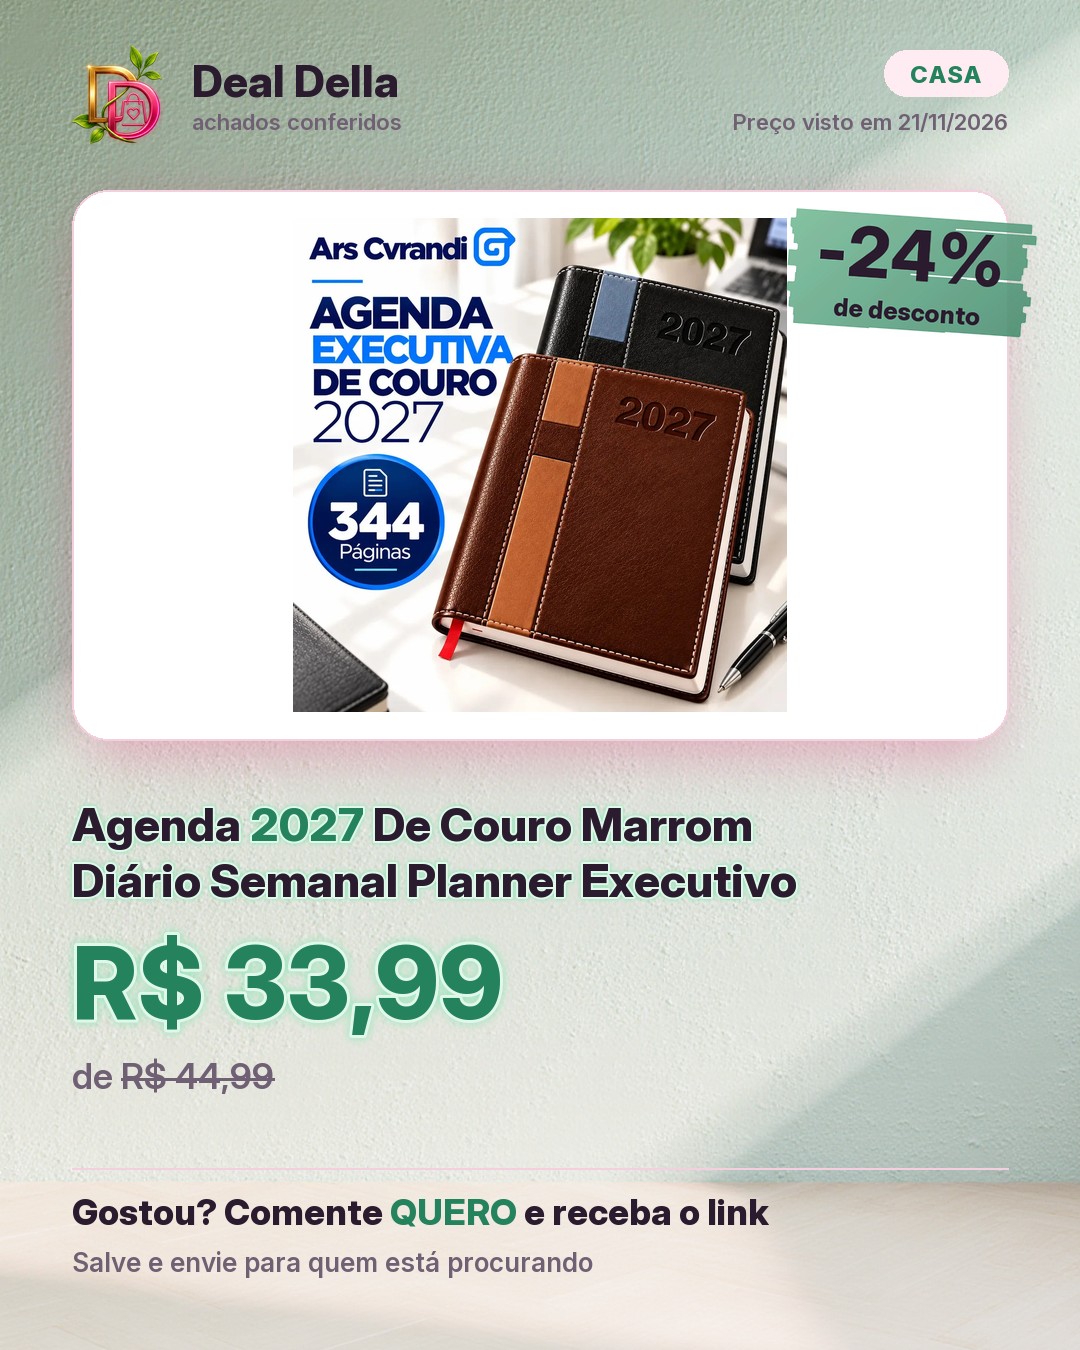 Deal Della
achados conferidos
CASA
Preço visto em 21/11/2026
-24%
de desconto
Ars Cvrandi
AGENDA
EXECUTIVA
DE COURO
2027
344
Páginas
2027
2027
Agenda 2027 De Couro Marrom
Diário Semanal Planner Executivo
R$ 33,99
de R$ 44,99
Gostou? Comente QUERO e receba o link
Salve e envie para quem está procurando